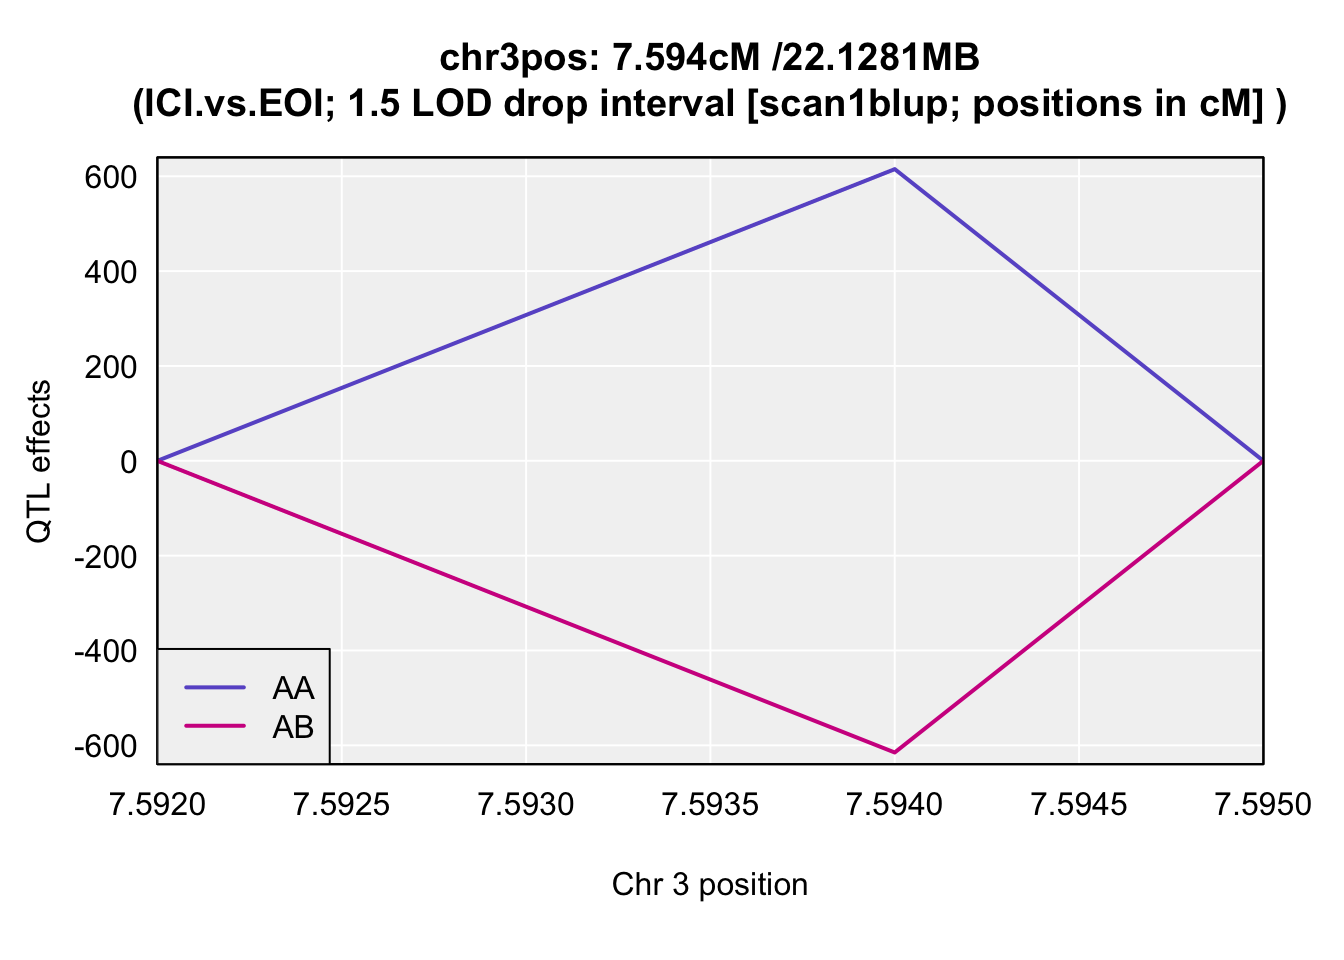 chr3pos: 7.594cM /22.1281MB
(ICI.vs.EOI; 1.5 LOD drop interval [scan1blup; positions in cM] )
QTL effects
600
400
200
0
-200
-400
-600
AA
AB
7.5920 7.5925 7.5930 7.5935 7.5940 7.5945 7.5950
Chr 3 position